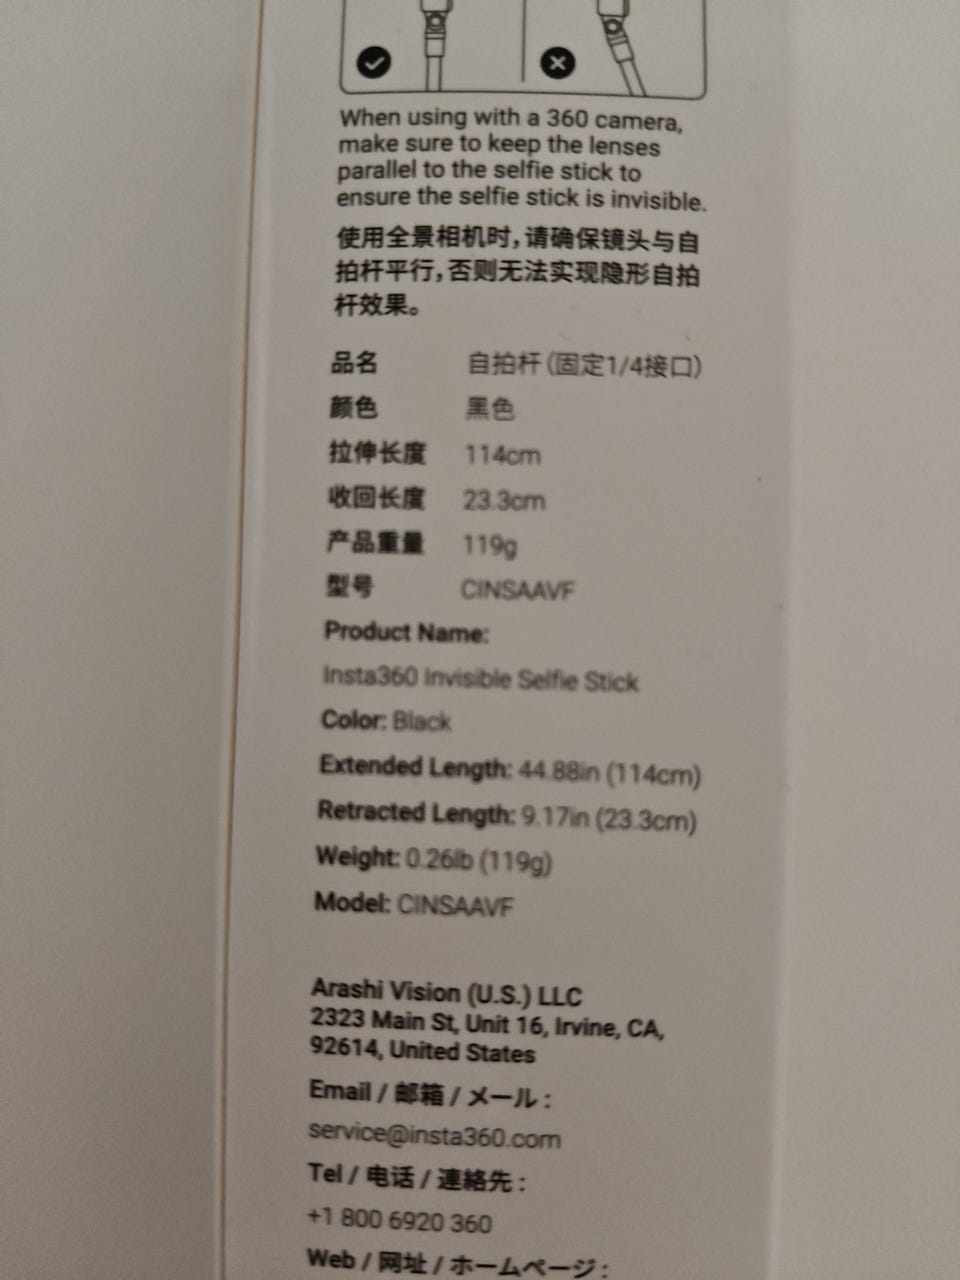 When using with a 360 camera,
make sure to keep the lenses
parallel to the selfie stick to
ensure the selfie stick is invisible.
使用全景相机时,请确保镜头与自
拍杆平行,否则无法实现隐形自拍
杆效果。
品名 自拍杆(固定1/4接口)
颜色 黑色
拉伸长度 114cm
收回长度 23.3cm
产品重量 119g
型号 CINSAAVF
Product Name:
Insta360 Invisible Selfie Stick
Color: Black
Extended Length: 44.88in (114cm)
Retracted Length: 9.17in (23.3cm)
Weight: 0.26lb (119g)
Model: CINSAAVF
Arashi Vision (U.S.) LLC
2323 Main St, Unit 16, Irvine, CA,
92614, United States
Email / 邮箱 / メール :
service@insta360.com
Tel / 电话 / 連絡先 :
+1 800 6920 360
Web / 网址 / ホームページ :